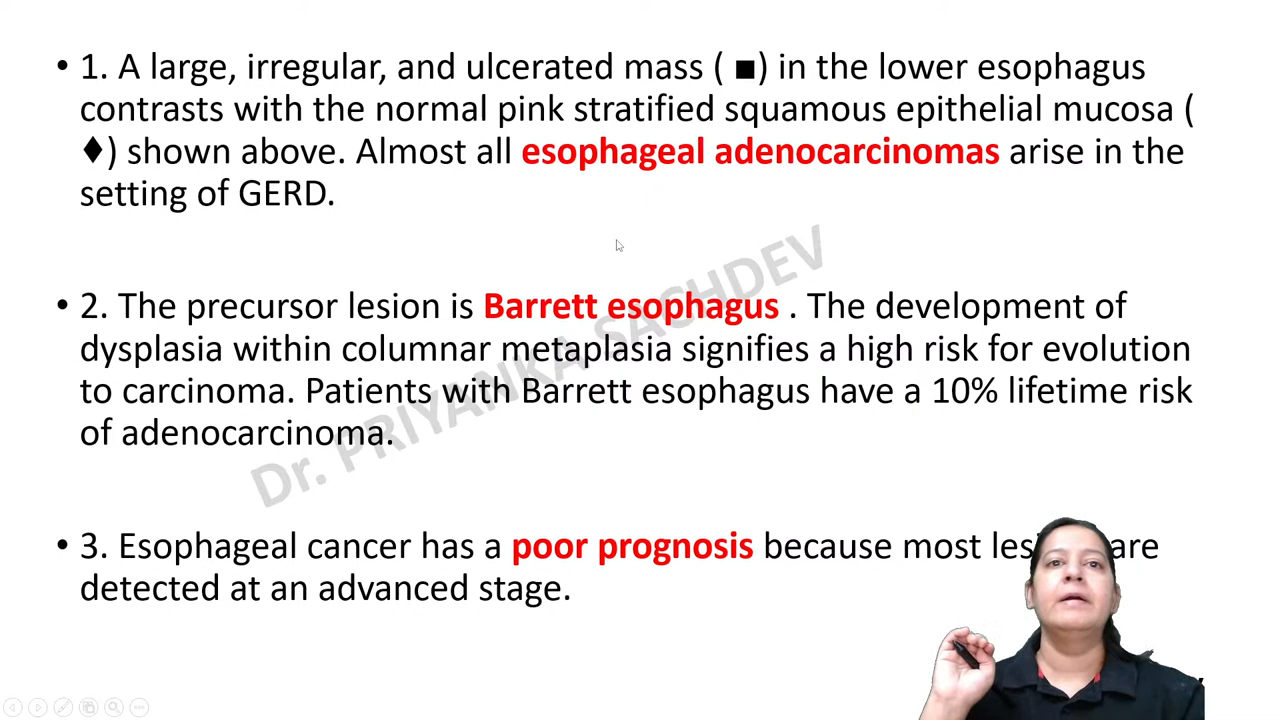 • 1. A large, irregular, and ulcerated mass ( ■) in the lower esophagus
contrasts with the normal pink stratified squamous epithelial mucosa (
♦) shown above. Almost all esophageal adenocarcinomas arise in the
setting of GERD.
• 2. The precursor lesion is Barrett esophagus . The development of
dysplasia within columnar metaplasia signifies a high risk for evolution
to carcinoma. Patients with Barrett esophagus have a 10% lifetime risk
of adenocarcinoma.
Dr. PRIYANKA SACHDEV
• 3. Esophageal cancer has a poor prognosis because most are
detected at an advanced stage.